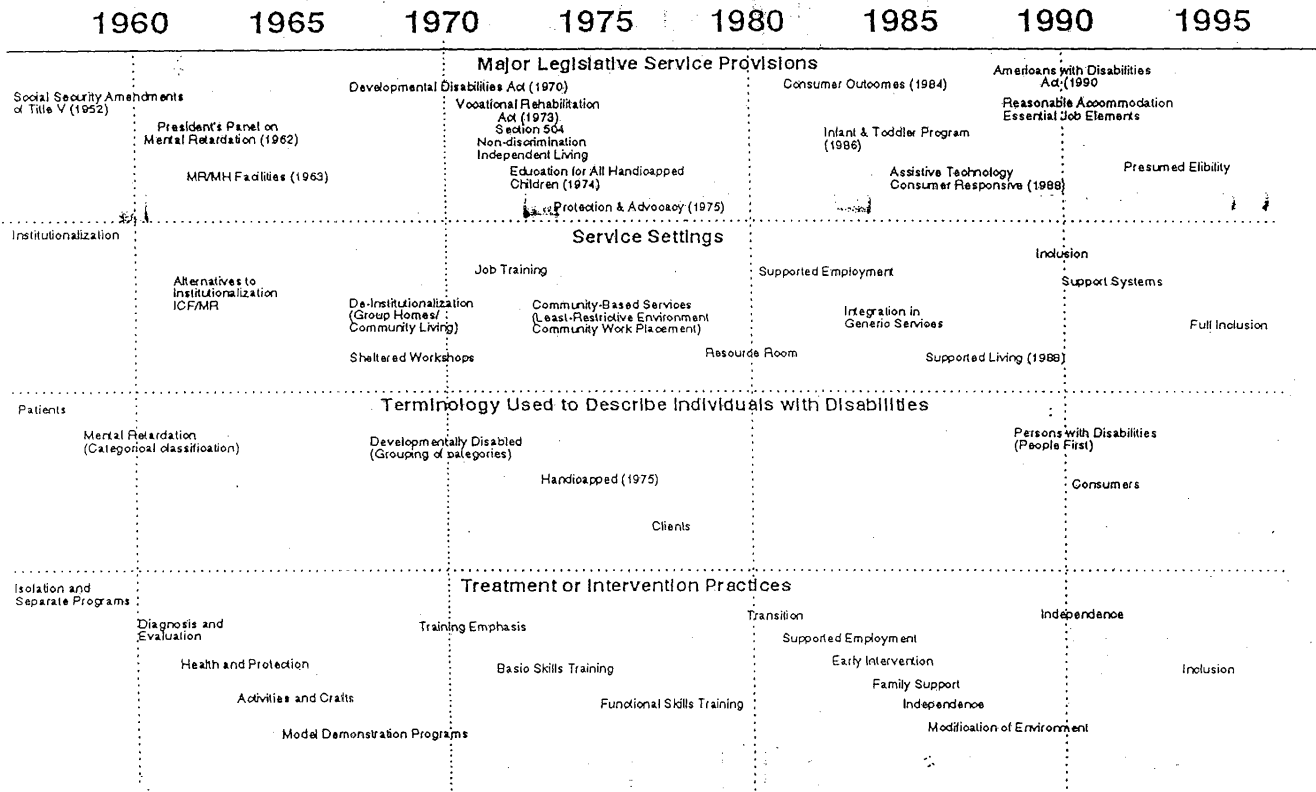 1960 1965 1970 1975 1980 1985 1990 1995
Major Legislative Service Provisions
Social Security Amendments
of Title V (1952)
President's Panel on
Mental Retardation (1962)
MR/MH Facilities (1963)
Developmental Disabilities Act (1970)
Vocational Rehabilitation
Act (1973)
Section 504
Non-discrimination
Independent Living
Education for All Handicapped
Children (1974)
Protection & Advocacy (1975)
Consumer Outcomes (1984)
Infant & Toddler Program
(1986)
Assistive Technology
Consumer Responsive (1988)
Americans with Disabilities
Act (1990
Reasonable Accommodation
Essential Job Elements
Presumed Elibility
Service Settings
Institutionalization
Alternatives to
Institutionalization
ICF/MR
De-Institutionalization
(Group Homes/
Community Living)
Sheltered Workshops
Job Training
Community-Based Services
(Least-Restrictive Environment
Community Work Placement)
Resource Room
Supported Employment
Integration in
Generic Services
Supported Living (1988)
Inclusion
Support Systems
Full Inclusion
Terminology Used to Describe Individuals with Disabilities
Patients
Mental Retardation
(Categorical classification)
Developmentally Disabled
(Grouping of categories)
Handicapped (1975)
Clients
Persons with Disabilities
(People First)
Consumers
Treatment or Intervention Practices
Isolation and
Separate Programs
Diagnosis and
Evaluation
Health and Protection
Activities and Crafts
Model Demonstration Programs
Training Emphasis
Basic Skills Training
Functional Skills Training
Transition
Supported Employment
Early Intervention
Family Support
Independence
Modification of Environment
Independence
Inclusion